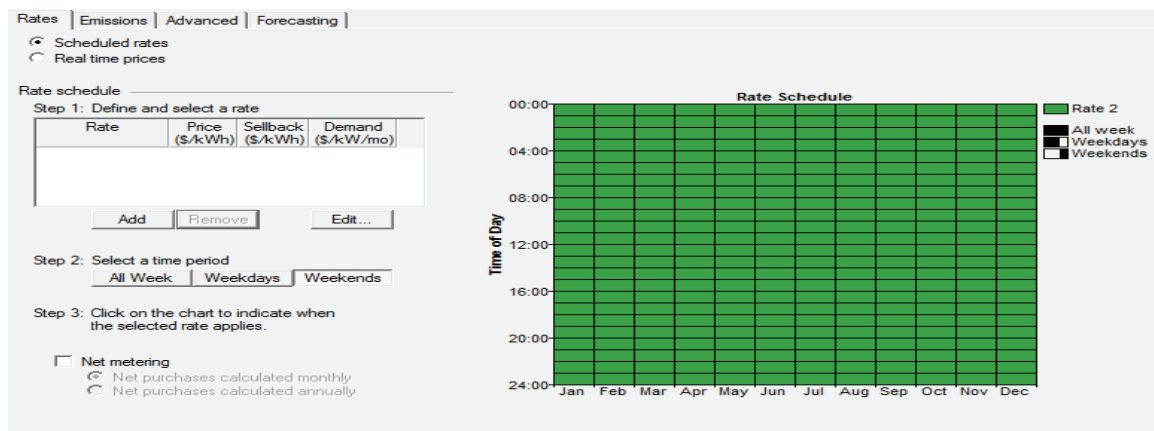 Rates Emissions Advanced Forecasting
Scheduled rates
Real time prices
Rate schedule
Step 1: Define and select a rate
Rate Price Sellback Demand
($/kWh) ($/kWh) ($/kW/mo)
Add Remove Edit...
Step 2: Select a time period
All Week Weekdays Weekends
Step 3: Click on the chart to indicate when
the selected rate applies.
Net metering
Net purchases calculated monthly
Net purchases calculated annually
Rate Schedule
Time of Day
00:00
04:00
08:00
12:00
16:00
20:00
24:00
Jan Feb Mar Apr May Jun Jul Aug Sep Oct Nov Dec
Rate 2
All week
Weekdays
Weekends